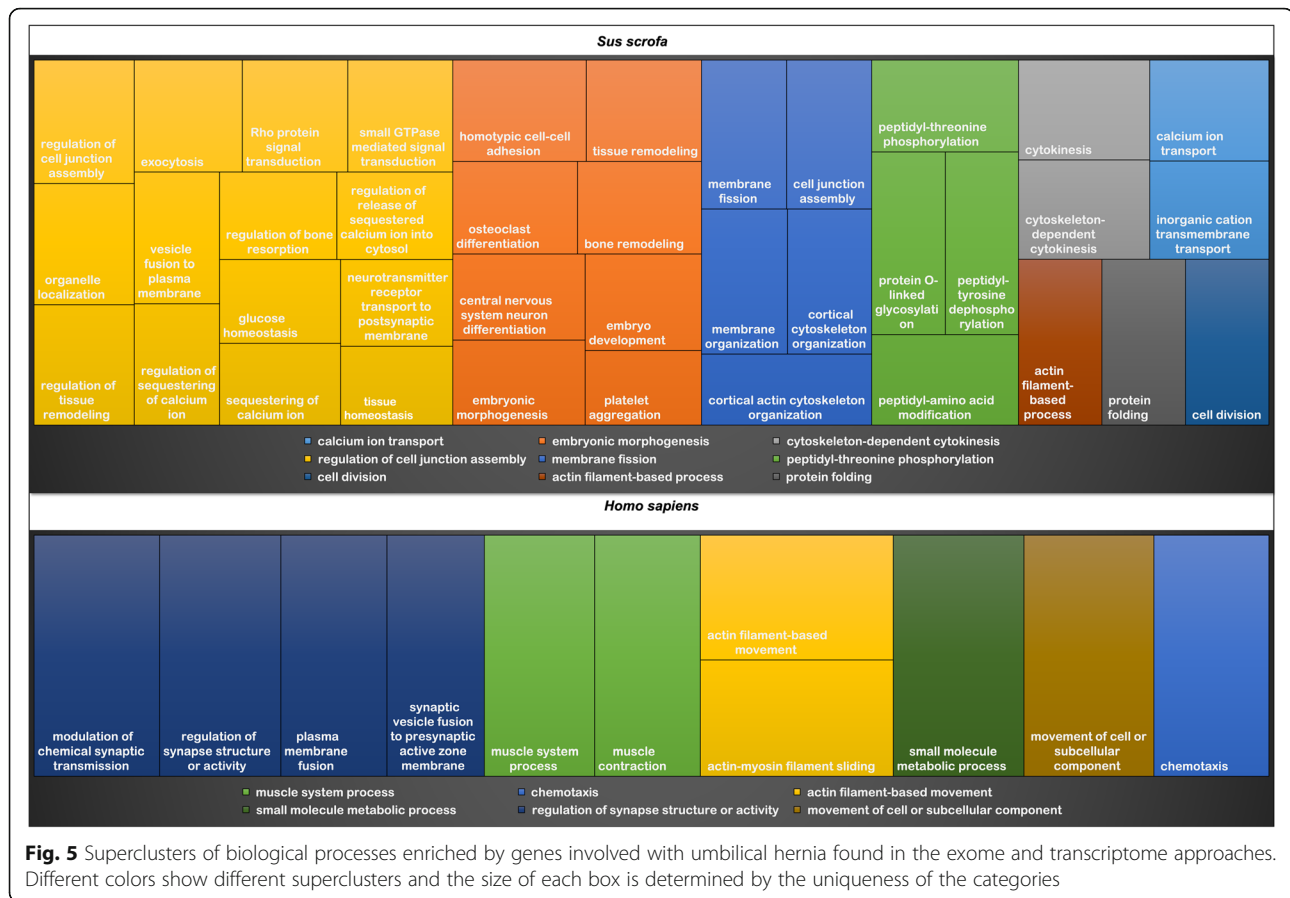 Sus scrofa
regulation of
cell junction
assembly
exocytosis
Rho protein
signal
transduction
small GTPase
mediated signal
transduction
organelle
localization
vesicle
fusion to
plasma
membrane
regulation of bone
resorption
regulation of
release of
sequestered
calcium ion into
cytosol
glucose
homeostasis
neurotransmitter
receptor
transport to
postsynaptic
membrane
regulation of
tissue
remodeling
regulation of
sequestering
of calcium
ion
sequestering of
calcium ion
tissue
homeostasis
homotypic cell-cell
adhesion
tissue remodeling
osteoclast
differentiation
bone remodeling
central nervous
system neuron
differentiation
embryo
development
embryonic
morphogenesis
platelet
aggregation
membrane
fission
cell junction
assembly
membrane
organization
cortical
cytoskeleton
organization
cortical actin cytoskeleton
organization
peptidyl-threonine
phosphorylation
protein O-
linked
glycosylati
on
peptidyl-
tyrosine
dephospho
rylation
peptidyl-amino acid
modification
cytokinesis
calcium ion
transport
cytoskeleton-
dependent
cytokinesis
inorganic cation
transmembrane
transport
actin
filament-
based
process
protein
folding
cell division
calcium ion transport
embryonic morphogenesis
cytoskeleton-dependent cytokinesis
regulation of cell junction assembly
membrane fission
peptidyl-threonine phosphorylation
cell division
actin filament-based process
protein folding
Homo sapiens
modulation of
chemical synaptic
transmission
regulation of
synapse structure
or activity
plasma
membrane
fusion
synaptic
vesicle fusion
to presynaptic
active zone
membrane
muscle system
process
muscle
contraction
actin filament-based
movement
actin-myosin filament sliding
small molecule
metabolic process
movement of cell or
subcellular
component
chemotaxis
muscle system process
chemotaxis
actin filament-based movement
small molecule metabolic process
regulation of synapse structure or activity
movement of cell or subcellular component
Fig. 5 Superclusters of biological processes enriched by genes involved with umbilical hernia found in the exome and transcriptome approaches.
Different colors show different superclusters and the size of each box is determined by the uniqueness of the categories